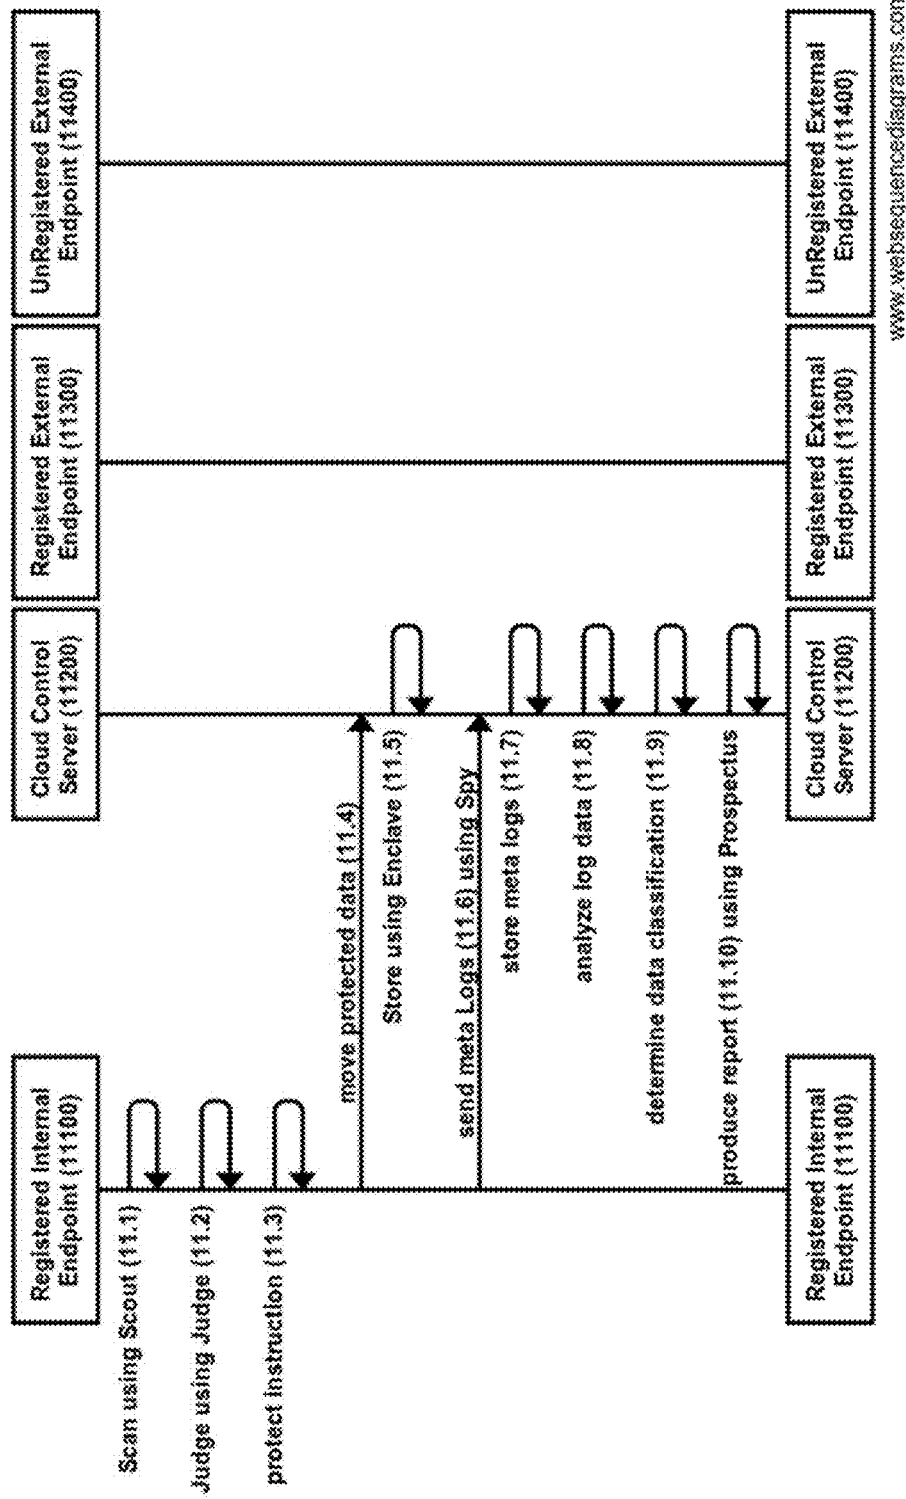 Registered Internal
Endpoint (11100)
Cloud Control
Server (11200)
Registered External
Endpoint (11300)
UnRegistered External
Endpoint (11400)
Scan using Scout (11.1)
Judge using Judge (11.2)
protect Instruction (11.3)
move protected data (11.4)
Store using Enclave (11.5)
send meta Logs (11.6) using Spy
store meta logs (11.7)
analyze log data (11.8)
determine data classification (11.9)
produce report (11.10) using Prospectus
Registered Internal
Endpoint (11100)
Cloud Control
Server (11200)
Registered External
Endpoint (11300)
UnRegistered External
Endpoint (11400)
www.websequencediagrams.com